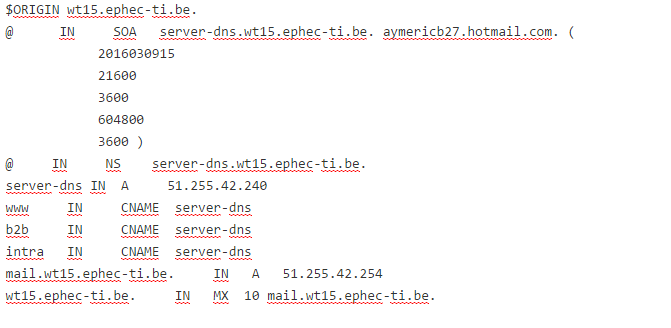 $ORIGIN wt15.ephec-ti.be.
@ IN SOA server-dns.wt15.ephec-ti.be. aymericb27.hotmail.com. (
2016030915
21600
3600
604800
3600 )
@ IN NS server-dns.wt15.ephec-ti.be.
server-dns IN A 51.255.42.240
www IN CNAME server-dns
b2b IN CNAME server-dns
intra IN CNAME server-dns
mail.wt15.ephec-ti.be. IN A 51.255.42.254
wt15.ephec-ti.be. IN MX 10 mail.wt15.ephec-ti.be.